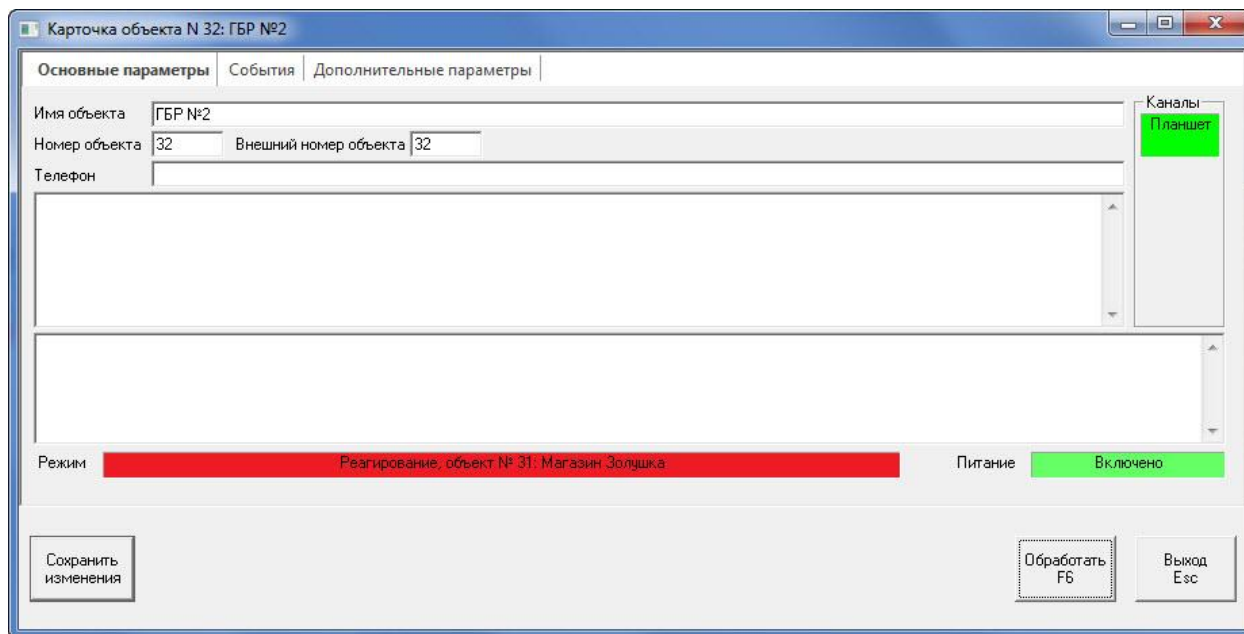 Карточка объекта N 32: ГБР №2
Основные параметры События Дополнительные параметры
Имя объекта ГБР №2
Каналы
Планшет
Номер объекта 32 Внешний номер объекта 32
Телефон
Режим Реагирование, объект № 31: Магазин Золушка Питание Включено
Сохранить
изменения
Обработать
F6
Выход
Esc